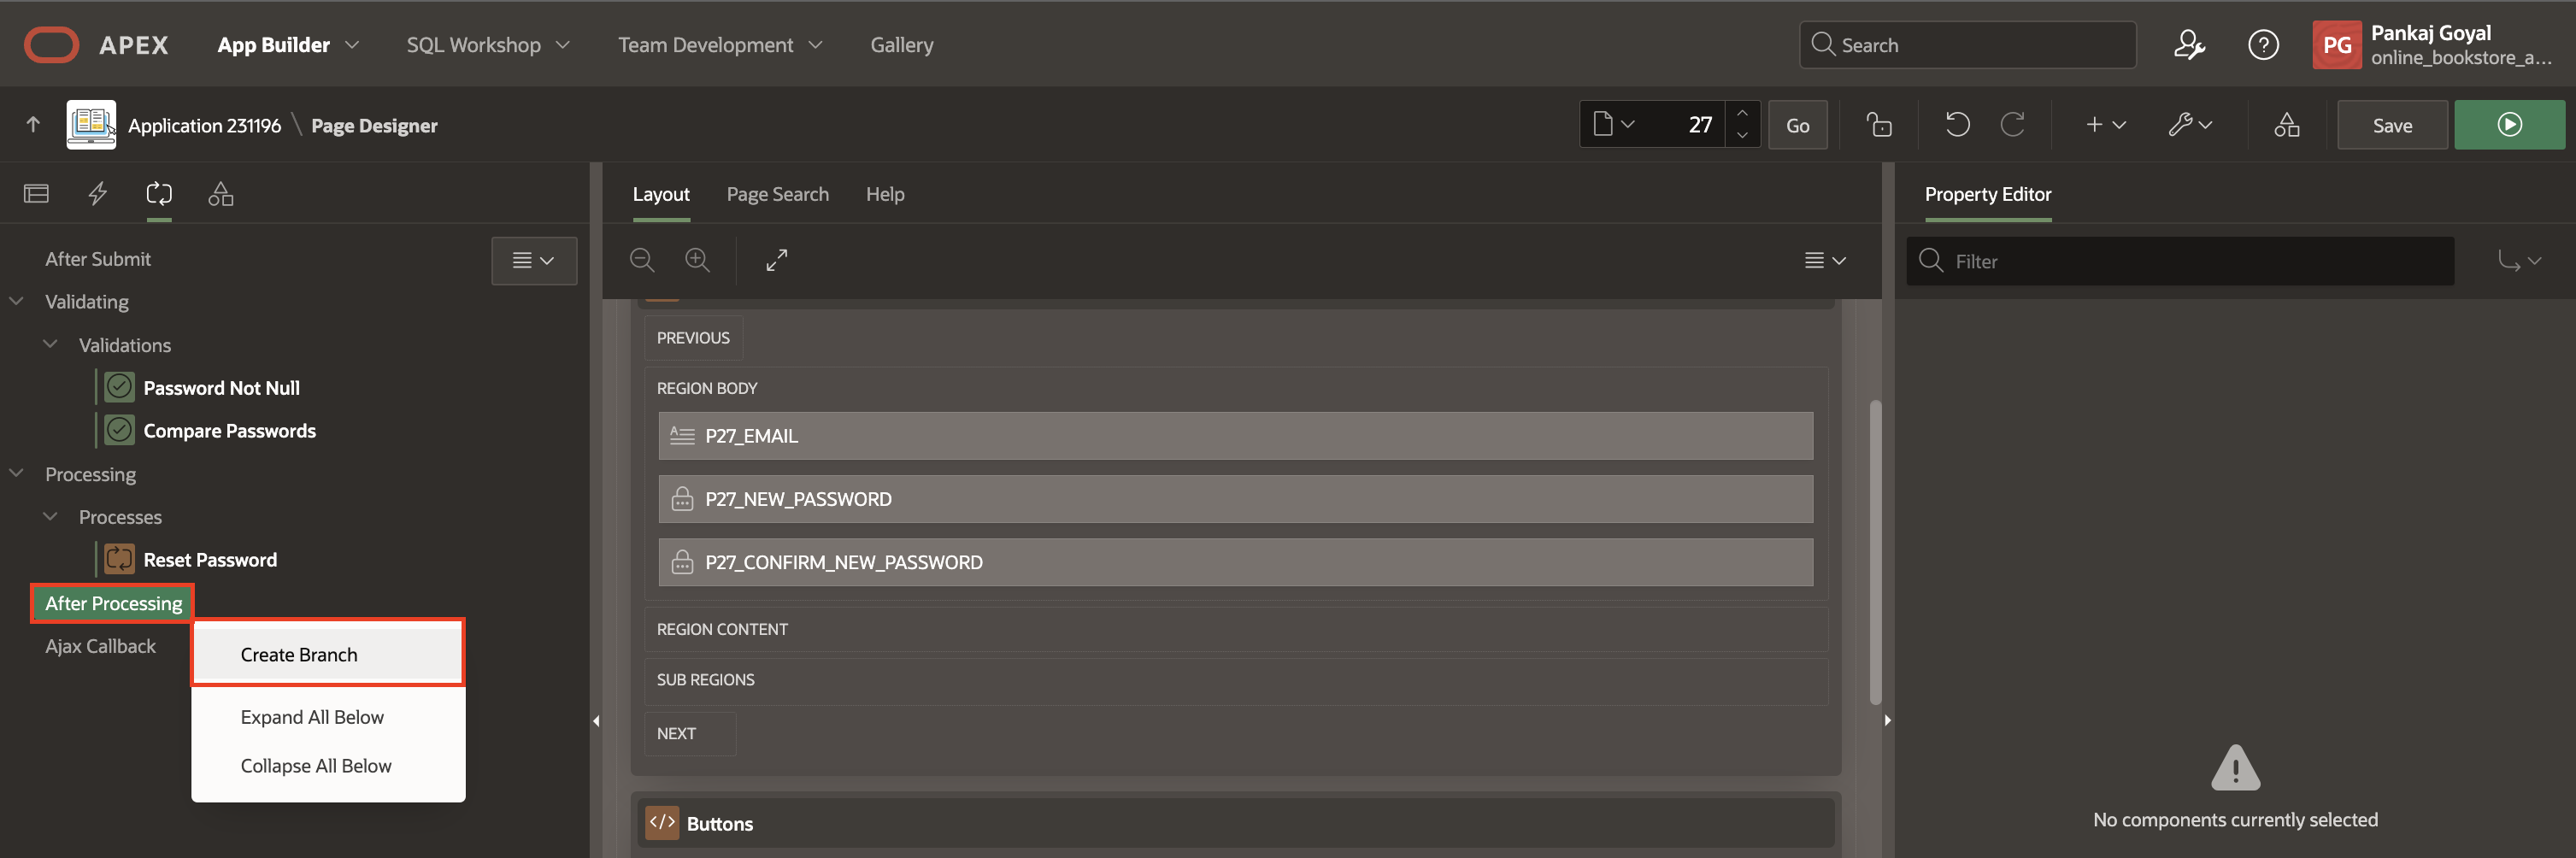 APEX App Builder SQL Workshop Team Development Gallery Search PG Pankaj Goyal
online_bookstore_a...
Application 231196 \ Page Designer 27 Go Save
Layout Page Search Help Property Editor
After Submit
Filter
Validating
Validations
Password Not Null
Compare Passwords
Processing
Processes
Reset Password
After Processing
Ajax Callback
Create Branch
Expand All Below
Collapse All Below
PREVIOUS
REGION BODY
P27_EMAIL
P27_NEW_PASSWORD
P27_CONFIRM_NEW_PASSWORD
REGION CONTENT
SUB REGIONS
NEXT
Buttons
No components currently selected